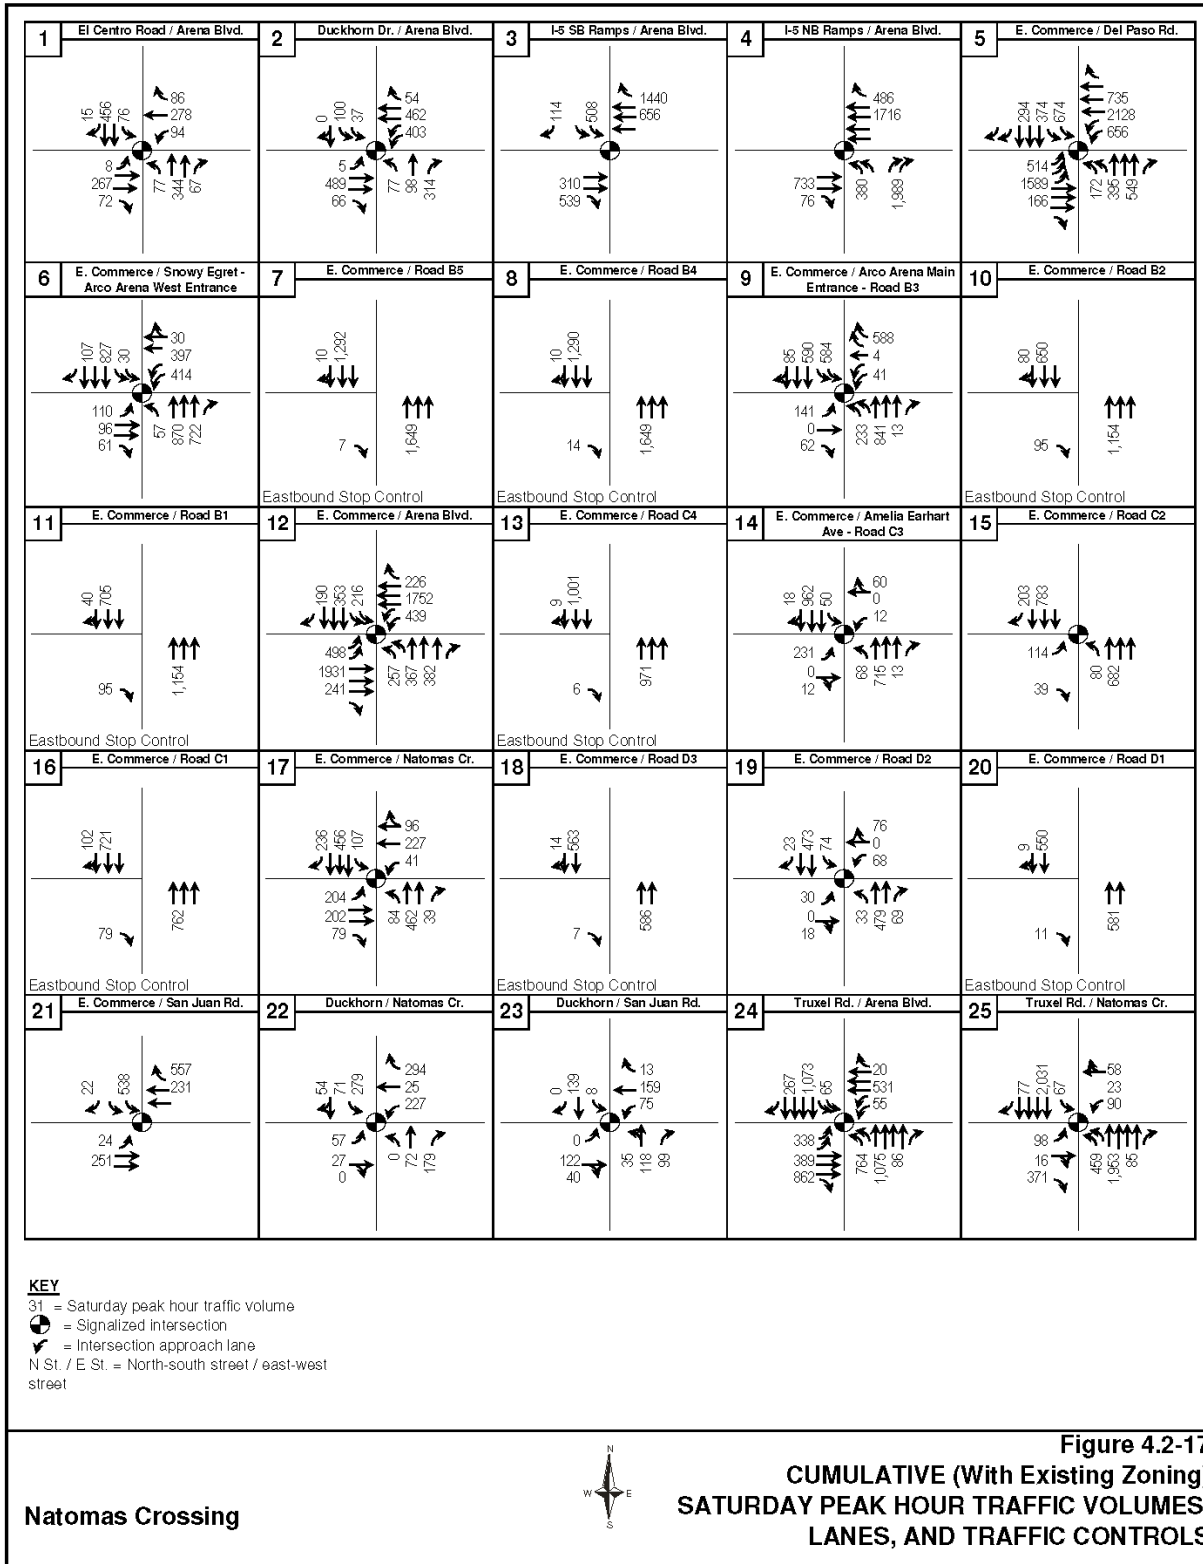 1 El Centro Road / Arena Blvd.
15 456 76
86
278
94
8
267
72
77 344 67
2 Duckhorn Dr. / Arena Blvd.
0 100 37
54
462
403
5
489
66
77 98 314
3 I-5 SB Ramps / Arena Blvd.
114 508
1440
656
310
539
4 I-5 NB Ramps / Arena Blvd.
486
1716
733
76
380 1,989
5 E. Commerce / Del Paso Rd.
294 374 674
735
2128
656
514
1589
166
172 395 549
6 E. Commerce / Snowy Egret -
Arco Arena West Entrance
107 827 30
30
397
414
110
96
61
57 870 722
7 E. Commerce / Road B5
10 1,292
7
1,649
Eastbound Stop Control
8 E. Commerce / Road B4
10 1,290
14
1,649
Eastbound Stop Control
9 E. Commerce / Arco Arena Main
Entrance - Road B3
85 590 584
588
4
41
141
0
62
233 841 13
10 E. Commerce / Road B2
80 650
95
1,154
11 E. Commerce / Road B1
40 705
95
1,154
Eastbound Stop Control
12 E. Commerce / Arena Blvd.
190 353 216
226
1752
439
498
1931
241
257 367 382
13 E. Commerce / Road C4
9 1,001
6
971
Eastbound Stop Control
14 E. Commerce / Amelia Earhart
Ave - Road C3
18 962 50
60
0
12
231
0
12
68 715 13
15 E. Commerce / Road C2
203 783
114
39
80 682
16 E. Commerce / Road C1
102 721
79
762
Eastbound Stop Control
17 E. Commerce / Natomas Cr.
236 456 107
96
227
41
204
202
79
84 462 39
18 E. Commerce / Road D3
14 563
7
586
Eastbound Stop Control
19 E. Commerce / Road D2
23 473 74
76
0
68
30
0
18
33 479 69
20 E. Commerce / Road D1
9 550
11
581
Eastbound Stop Control
21 E. Commerce / San Juan Rd.
22 538
557
231
24
251
22 Duckhorn / Natomas Cr.
54 71 279
294
25
227
57
27
0
0 72 179
23 Duckhorn / San Juan Rd.
0 139 8
13
159
75
0
122
40
35 118 99
24 Truxel Rd. / Arena Blvd.
267 1,073 65
20
531
55
338
389
862
764 1,075 86
25 Truxel Rd. / Natomas Cr.
77 2,031 67
58
23
90
98
16
371
459 1,953 85
KEY
31 = Saturday peak hour traffic volume
= Signalized intersection
= Intersection approach lane
N St. / E St. = North-south street / east-west
street
Natomas Crossing
N
W E
S
Figure 4.2-17
CUMULATIVE (With Existing Zoning)
SATURDAY PEAK HOUR TRAFFIC VOLUMES,
LANES, AND TRAFFIC CONTROLS